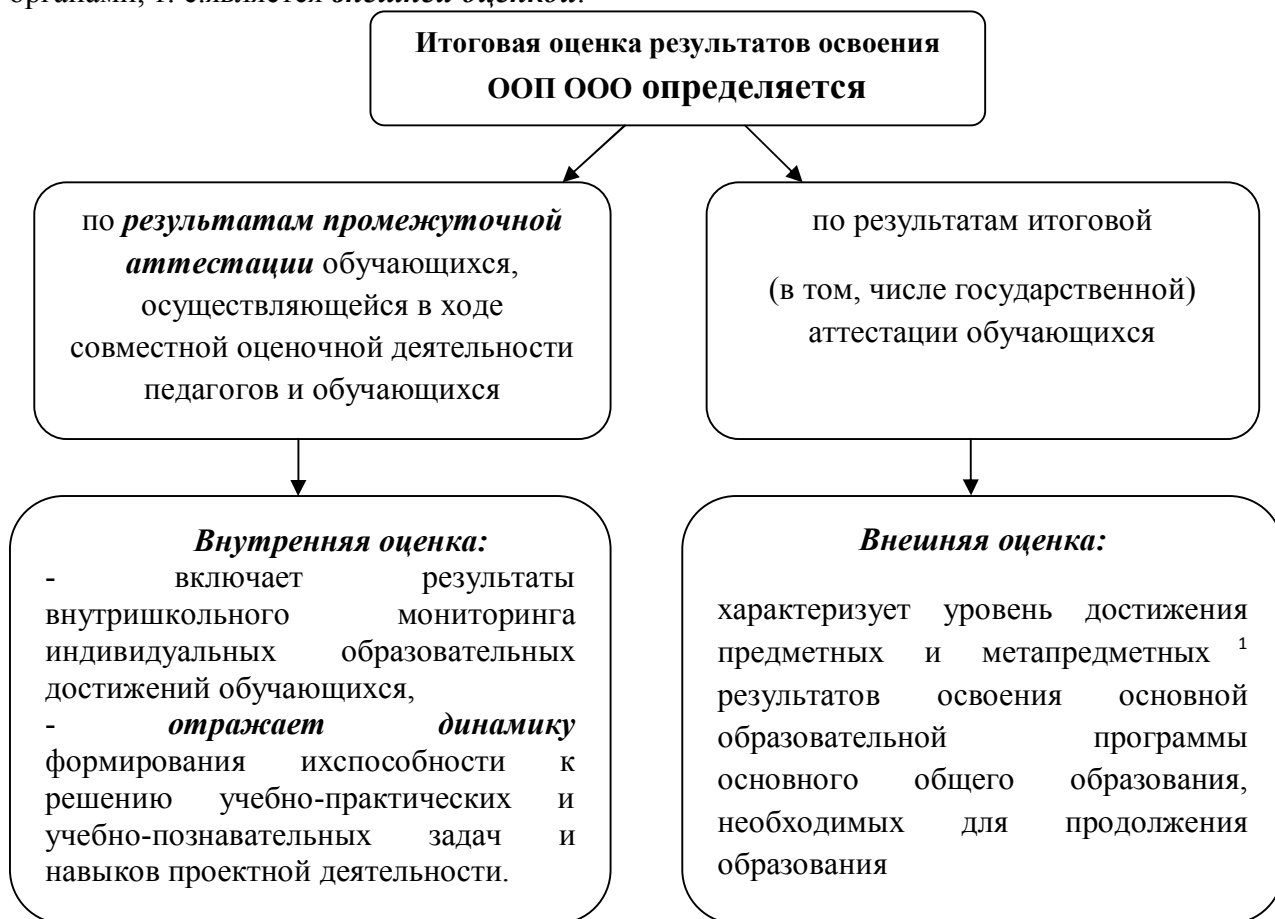 органами, т. е.является внешней оценкой.
Итоговая оценка результатов освоения
ООП ООО определяется
по результатам промежуточной
аттестации обучающихся,
осуществляющейся в ходе
совместной оценочной деятельности
педагогов и обучающихся
по результатам итоговой
(в том, числе государственной)
аттестации обучающихся
Внутренняя оценка:
- включает результаты
внутришкольного мониторинга
индивидуальных образовательных
достижений обучающихся,
- отражает динамику
формирования ихспособности к
решению учебно-практических и
учебно-познавательных задач и
навыков проектной деятельности.
Внешняя оценка:
характеризует уровень достижения
предметных и метапредметных 1
результатов освоения основной
образовательной программы
основного общего образования,
необходимых для продолжения
образования